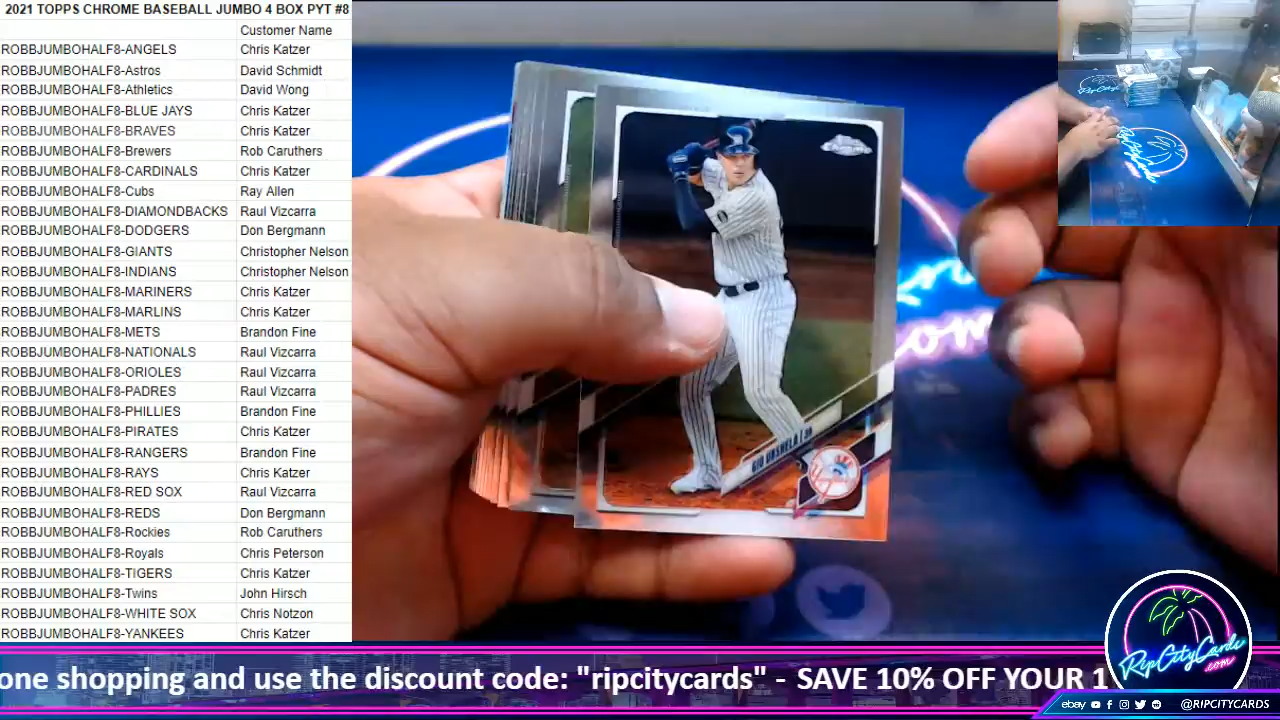 2021 TOPPS CHROME BASEBALL JUMBO 4 BOX PYT #8
Customer Name
ROBBJUMBOHALF8-ANGELS Chris Katzer
ROBBJUMBOHALF8-Astros David Schmidt
ROBBJUMBOHALF8-Athletics David Wong
ROBBJUMBOHALF8-BLUE JAYS Chris Katzer
ROBBJUMBOHALF8-BRAVES Chris Katzer
ROBBJUMBOHALF8-Brewers Rob Caruthers
ROBBJUMBOHALF8-CARDINALS Chris Katzer
ROBBJUMBOHALF8-Cubs Ray Allen
ROBBJUMBOHALF8-DIAMONDBACKS Raul Vizcarra
ROBBJUMBOHALF8-DODGERS Don Bergmann
ROBBJUMBOHALF8-GIANTS Christopher Nelson
ROBBJUMBOHALF8-INDIANS Christopher Nelson
ROBBJUMBOHALF8-MARINERS Chris Katzer
ROBBJUMBOHALF8-MARLINS Chris Katzer
ROBBJUMBOHALF8-METS Brandon Fine
ROBBJUMBOHALF8-NATIONALS Raul Vizcarra
ROBBJUMBOHALF8-ORIOLES Raul Vizcarra
ROBBJUMBOHALF8-PADRES Raul Vizcarra
ROBBJUMBOHALF8-PHILLIES Brandon Fine
ROBBJUMBOHALF8-PIRATES Chris Katzer
ROBBJUMBOHALF8-RANGERS Brandon Fine
ROBBJUMBOHALF8-RAYS Chris Katzer
ROBBJUMBOHALF8-RED SOX Raul Vizcarra
ROBBJUMBOHALF8-REDS Don Bergmann
ROBBJUMBOHALF8-Rockies Rob Caruthers
ROBBJUMBOHALF8-Royals Chris Peterson
ROBBJUMBOHALF8-TIGERS Chris Katzer
ROBBJUMBOHALF8-Twins John Hirsch
ROBBJUMBOHALF8-WHITE SOX Chris Notzon
ROBBJUMBOHALF8-YANKEES Chris Katzer
GIO URSHELA | 3B
one shopping and use the discount code: "ripcitycards" - SAVE 10% OFF YOUR 1
RipCityCards
.com
ebay @RIPCITYCARDS